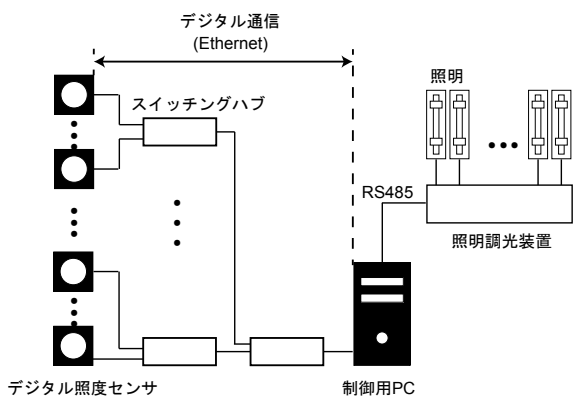 デジタル通信
(Ethernet)
照明
スイッチングハブ
RS485
照明調光装置
デジタル照度センサ
制御用PC